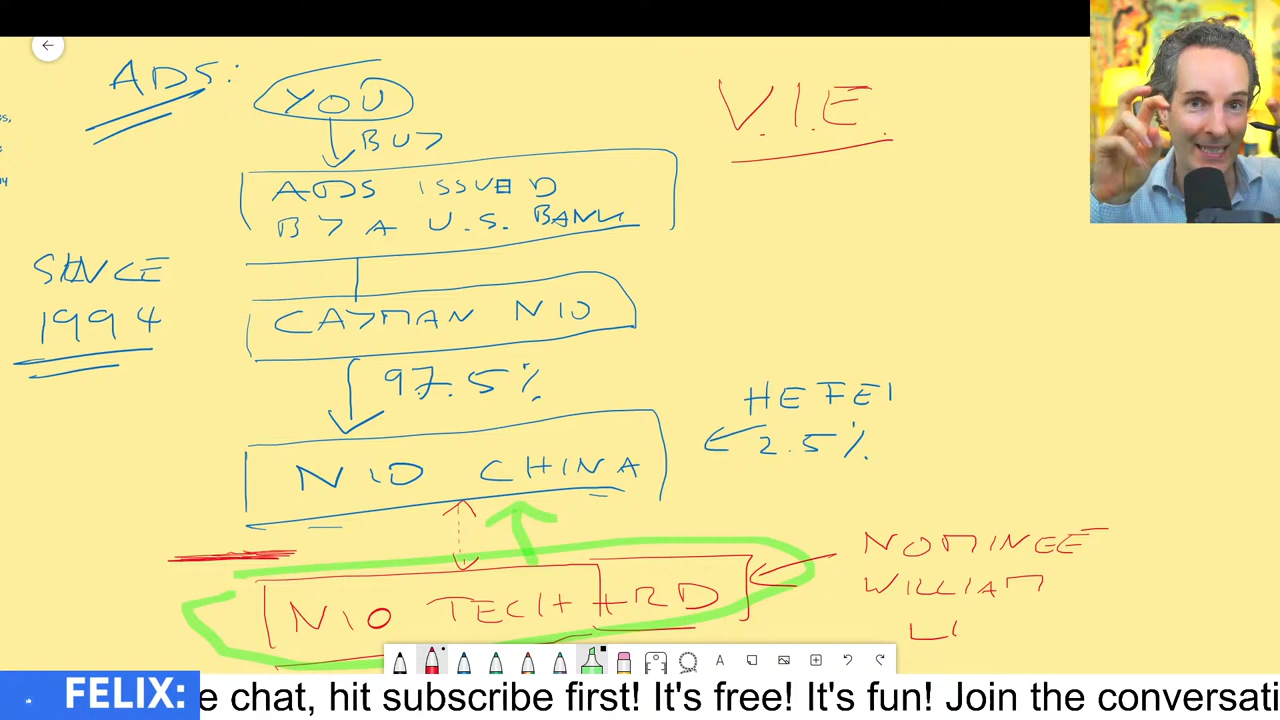 ADS:
YOU
BUY
V.I.E.
ADS ISSUED
BY A U.S. BANK
SINCE
1994
CAYMAN NIO
97.5%
HEFEI
2.5%
NIO CHINA
NIO TECH + RD
NOMINEE
WILLIAM
LI
A
FELIX:
e chat, hit subscribe first! It's free! It's fun! Join the conversati